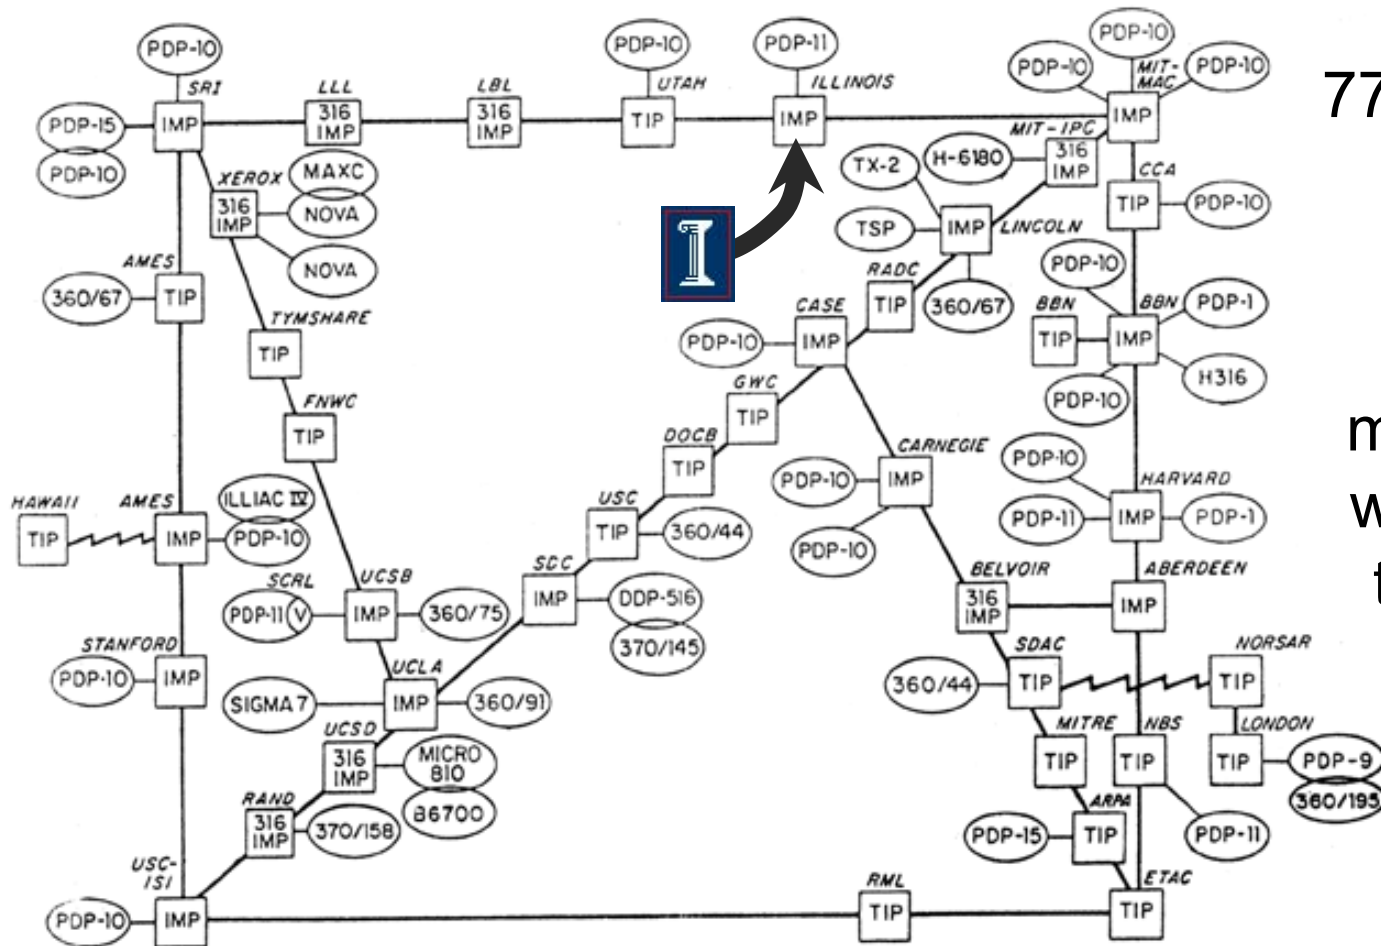 PDP-10
SRI
IMP
PDP-15
PDP-10
LLL
316
IMP
LBL
316
IMP
PDP-10
UTAH
TIP
PDP-11
ILLINOIS
IMP
PDP-10
PDP-10
MIT-
MAC
PDP-10
IMP
77
MIT-IPC
316
IMP
H-6180
TX-2
TSP
IMP
LINCOLN
360/67
CCA
TIP
PDP-10
XEROX
316
IMP
MAXC
NOVA
NOVA
I
AMES
360/67
TIP
TYMSHARE
TIP
FNWC
TIP
RADC
TIP
CASE
PDP-10
IMP
GWC
TIP
DOCB
TIP
USC
TIP
360/44
SDC
IMP
DDP-516
370/145
PDP-10
BBN
TIP
BBN
IMP
PDP-1
H316
PDP-10
CARNEGIE
PDP-10
IMP
PDP-10
PDP-10
HARVARD
PDP-11
IMP
PDP-1
m
w
t
HAWAII
TIP
AMES
IMP
ILLIAC IV
PDP-10
SCRL
PDP-11 V
UCSB
IMP
360/75
BELVOIR
316
IMP
ABERDEEN
IMP
STANFORD
PDP-10
IMP
UCLA
SIGMA 7
IMP
360/91
SDAC
360/44
TIP
NORSAR
TIP
UCSD
316
IMP
MICRO
810
B6700
MITRE
TIP
NBS
TIP
LONDON
TIP
PDP-9
360/195
RAND
316
IMP
370/158
ARPA
PDP-15
TIP
PDP-11
USC-
ISI
PDP-10
IMP
RML
TIP
ETAC
TIP